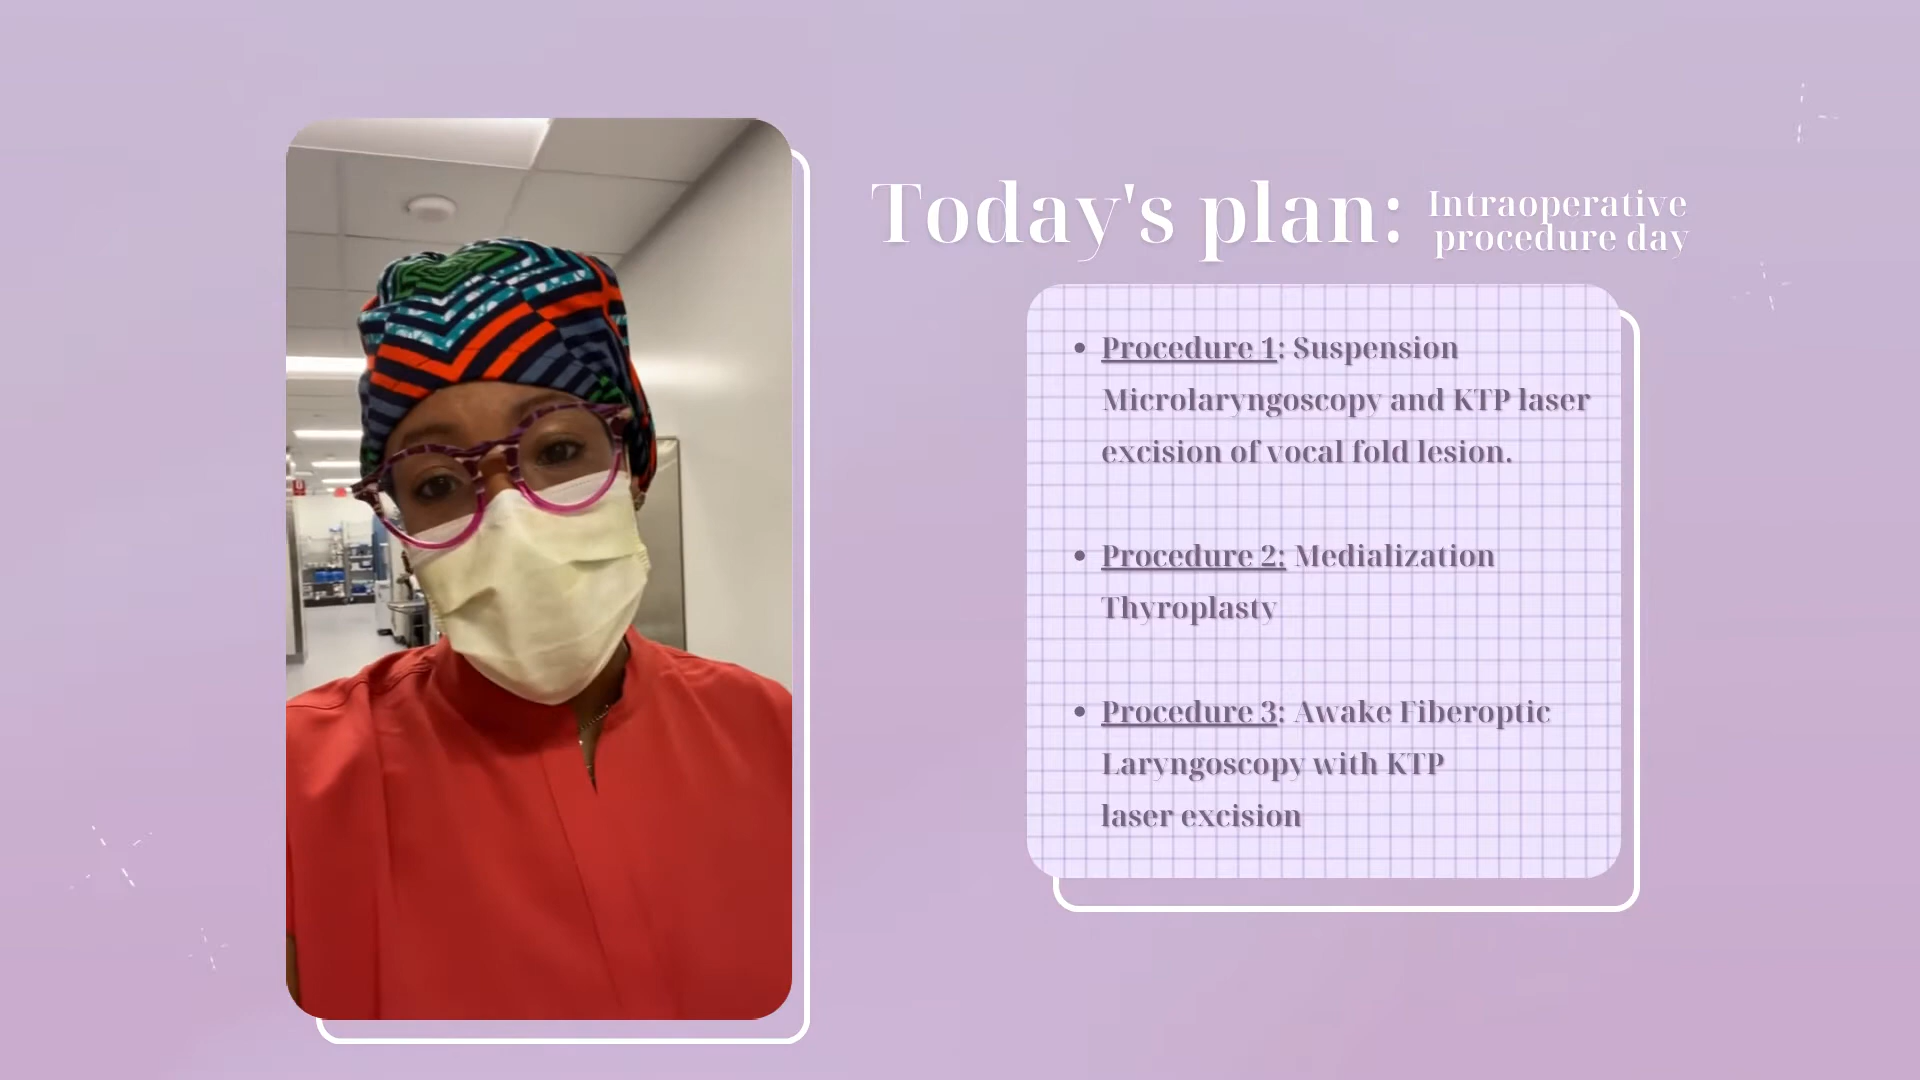 Today's plan: Intraoperative
procedure day
Procedure 1: Suspension
Microlaryngoscopy and KTP laser
excision of vocal fold lesion.
Procedure 2: Medialization
Thyroplasty
Procedure 3: Awake Fiberoptic
Laryngoscopy with KTP
laser excision